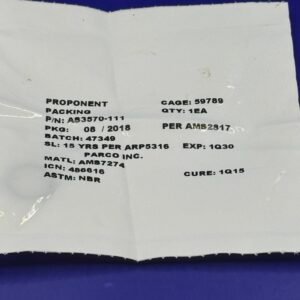 PROPONENT CAGE: 59789
PACKING QTY: 1EA
P/N: AS3570-111
PKG: 08 / 2018 PER AMS2817
BATCH: 47349
SL: 15 YRS PER ARP5316 EXP: 1Q30
PARCO INC.
MATL: AMS7274
ICN: 486616
ASTM: NBR CURE: 1Q15